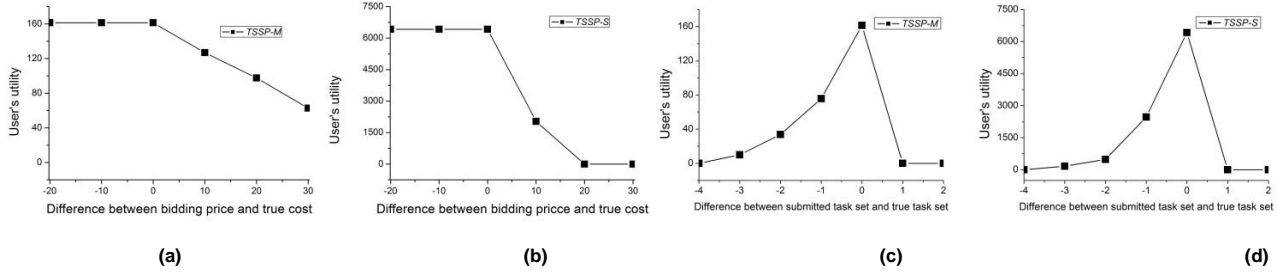 160
120
80
40
0
User's utility
TSSP-M
-20 -10 0 10 20 30
Difference between bidding price and true cost
(a)
7500
6000
4500
3000
1500
0
User's utility
TSSP-S
-20 -10 0 10 20 30
Difference between bidding pricce and true cost
(b)
160
120
80
40
0
User's utility
TSSP-M
-4 -3 -2 -1 0 1 2
Difference between submitted task set and true task set
(c)
7500
6000
4500
3000
1500
0
User's utility
TSSP-S
-4 -3 -2 -1 0 1 2
Difference between submitted task set and true task set
(d)